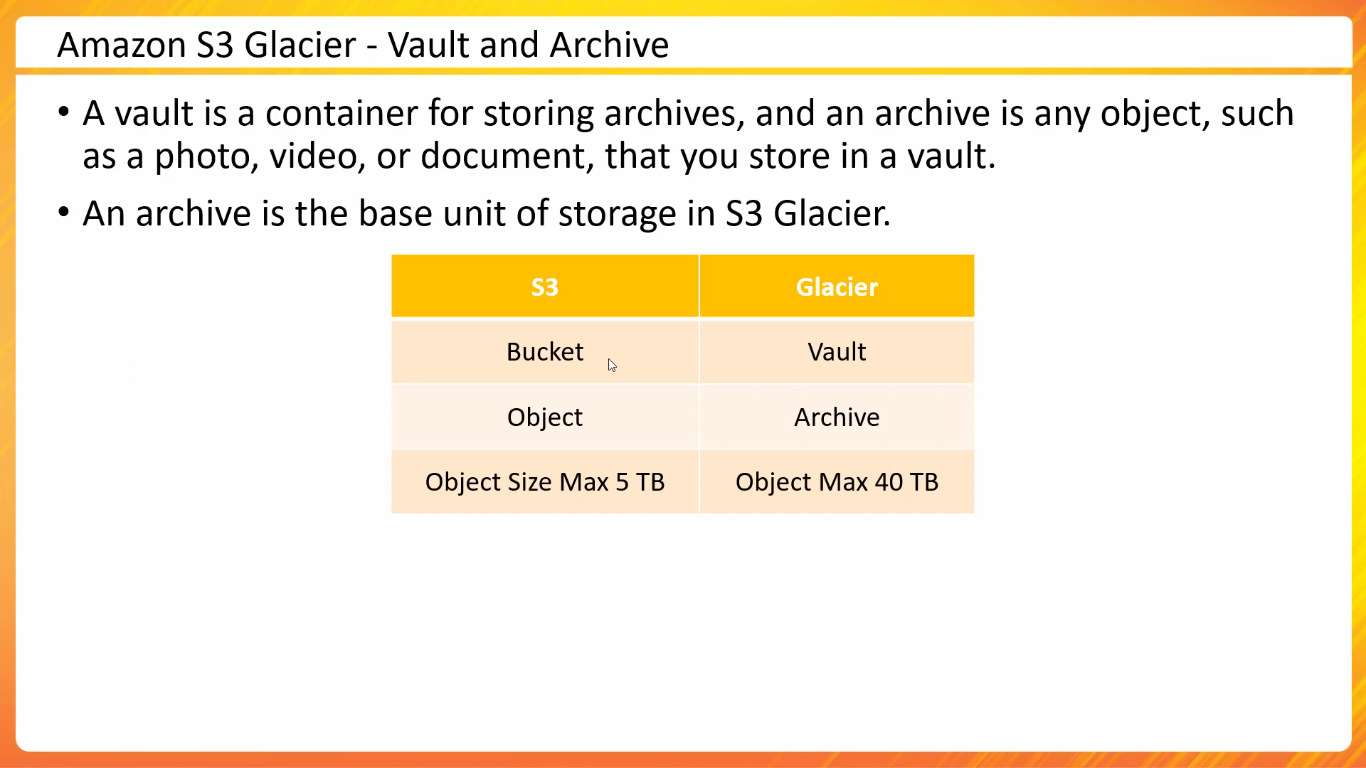 Amazon S3 Glacier - Vault and Archive
• A vault is a container for storing archives, and an archive is any object, such
as a photo, video, or document, that you store in a vault.
• An archive is the base unit of storage in S3 Glacier.
S3 Glacier
Bucket Vault
Object Archive
Object Size Max 5 TB Object Max 40 TB